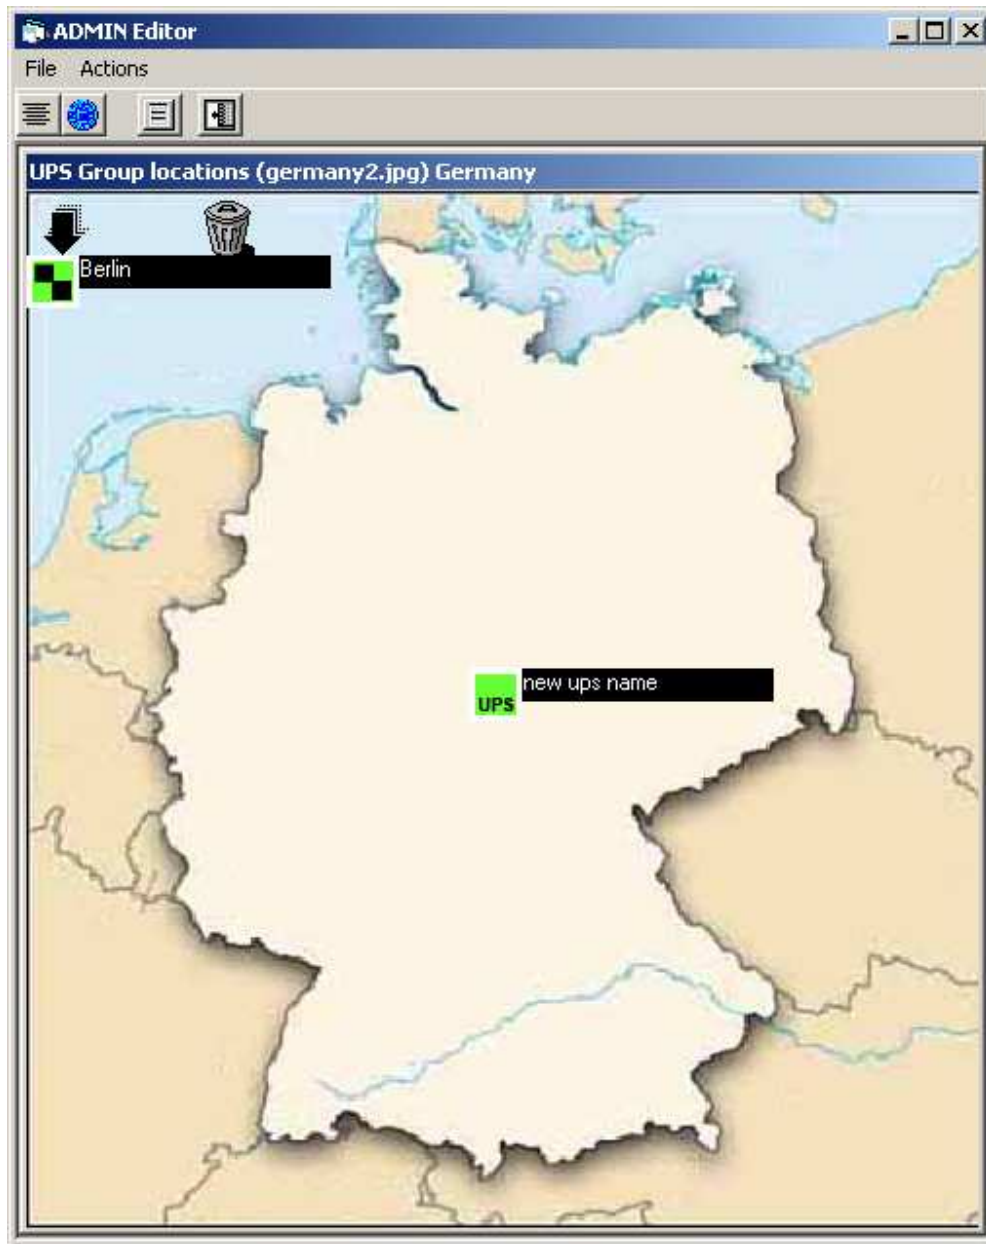 ADMIN Editor
File Actions
UPS Group locations (germany2.jpg) Germany
Berlin
new ups name
UPS